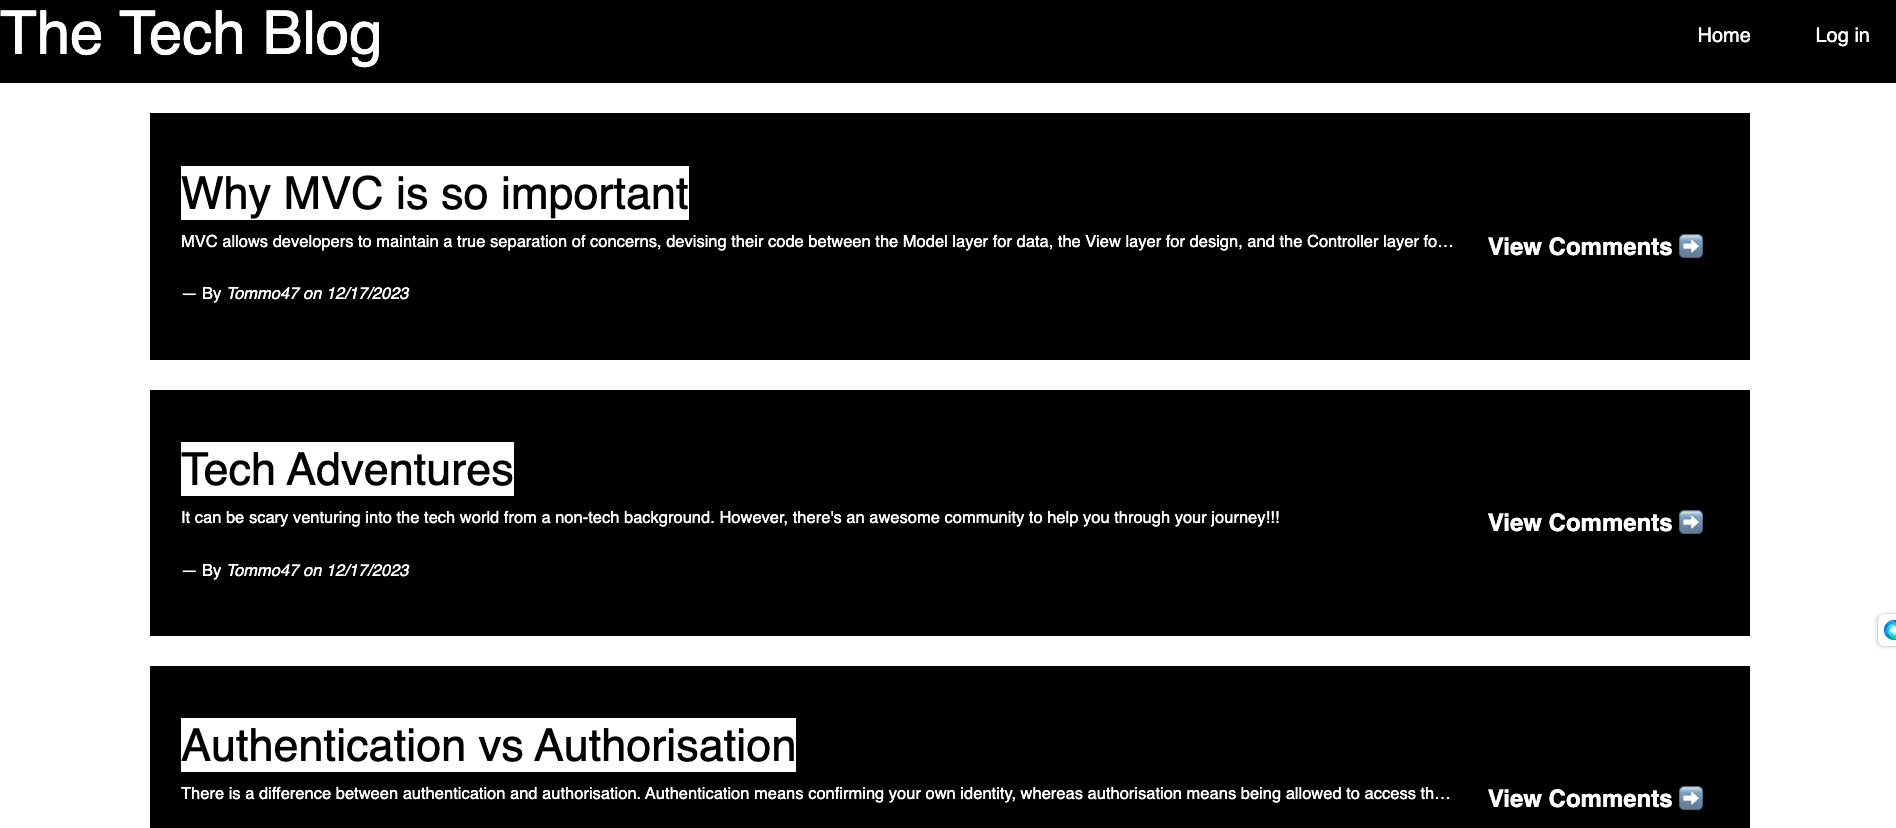 The Tech Blog
Home
Log in
Why MVC is so important
MVC allows developers to maintain a true separation of concerns, devising their code between the Model layer for data, the View layer for design, and the Controller layer fo…
View Comments ➡️
— By Tommo47 on 12/17/2023
Tech Adventures
It can be scary venturing into the tech world from a non-tech background. However, there's an awesome community to help you through your journey!!!
View Comments ➡️
— By Tommo47 on 12/17/2023
Authentication vs Authorisation
There is a difference between authentication and authorisation. Authentication means confirming your own identity, whereas authorisation means being allowed to access th…
View Comments ➡️